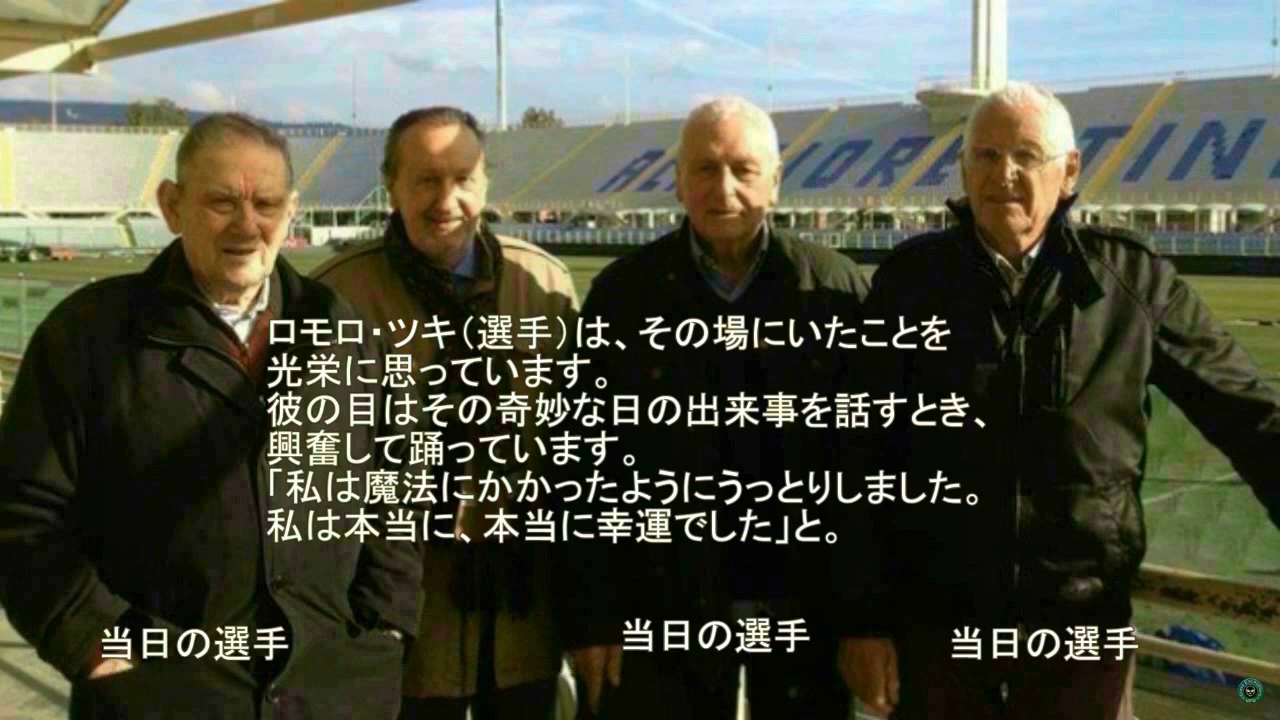 ロモロ・ツキ（選手）は、その場にいたことを
光栄に思っています。
彼の目はその奇妙な日の出来事を話すとき、
興奮して踊っています。
「私は魔法にかかったようにうっとりしました。
私は本当に、本当に幸運でした」と。
当日の選手
当日の選手
当日の選手